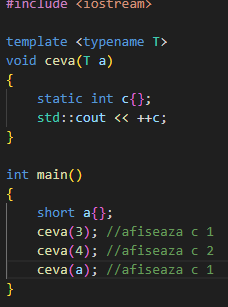 #include <iostream>
template <typename T>
void ceva(T a)
{
    static int c{};
    std::cout << ++c;
}
int main()
{
    short a{};
    ceva(3); //afiseaza c 1
    ceva(4); //afiseaza c 2
    ceva(a); //afiseaza c 1
}